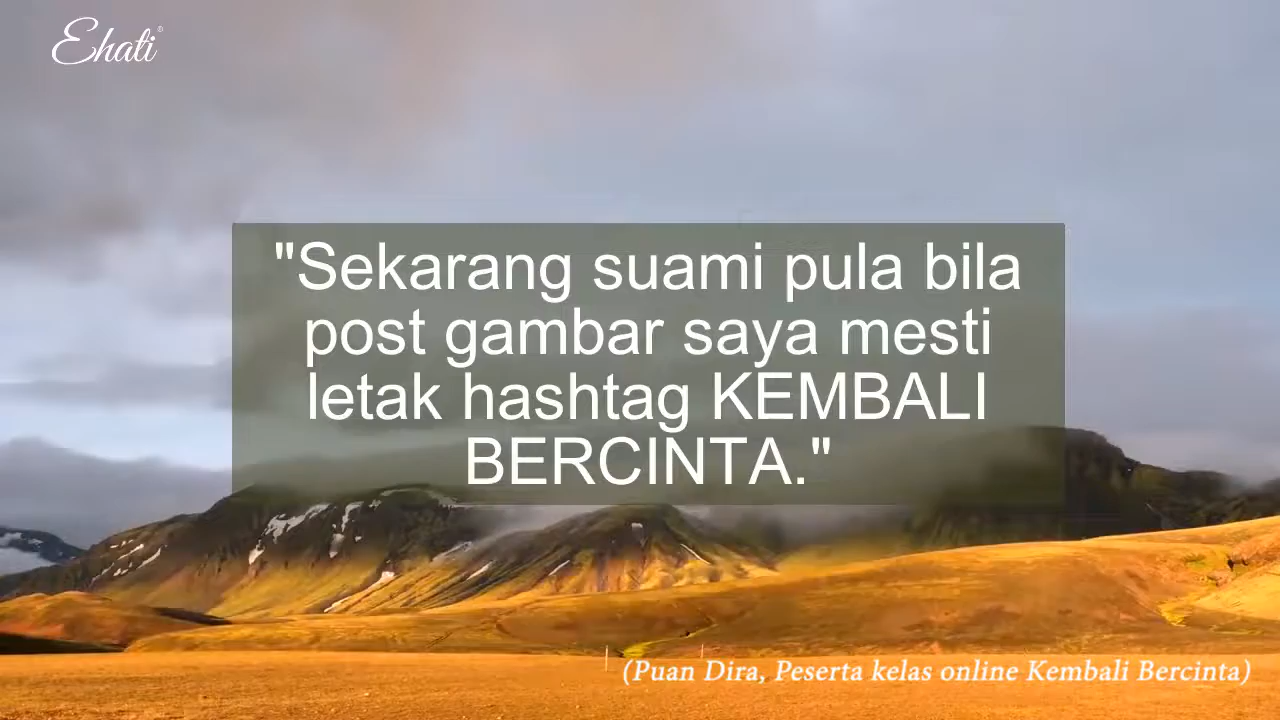 Ehati®
"Sekarang suami pula bila
post gambar saya mesti
letak hashtag KEMBALI
BERCINTA."
(Puan Dira, Peserta kelas online Kembali Bercinta)